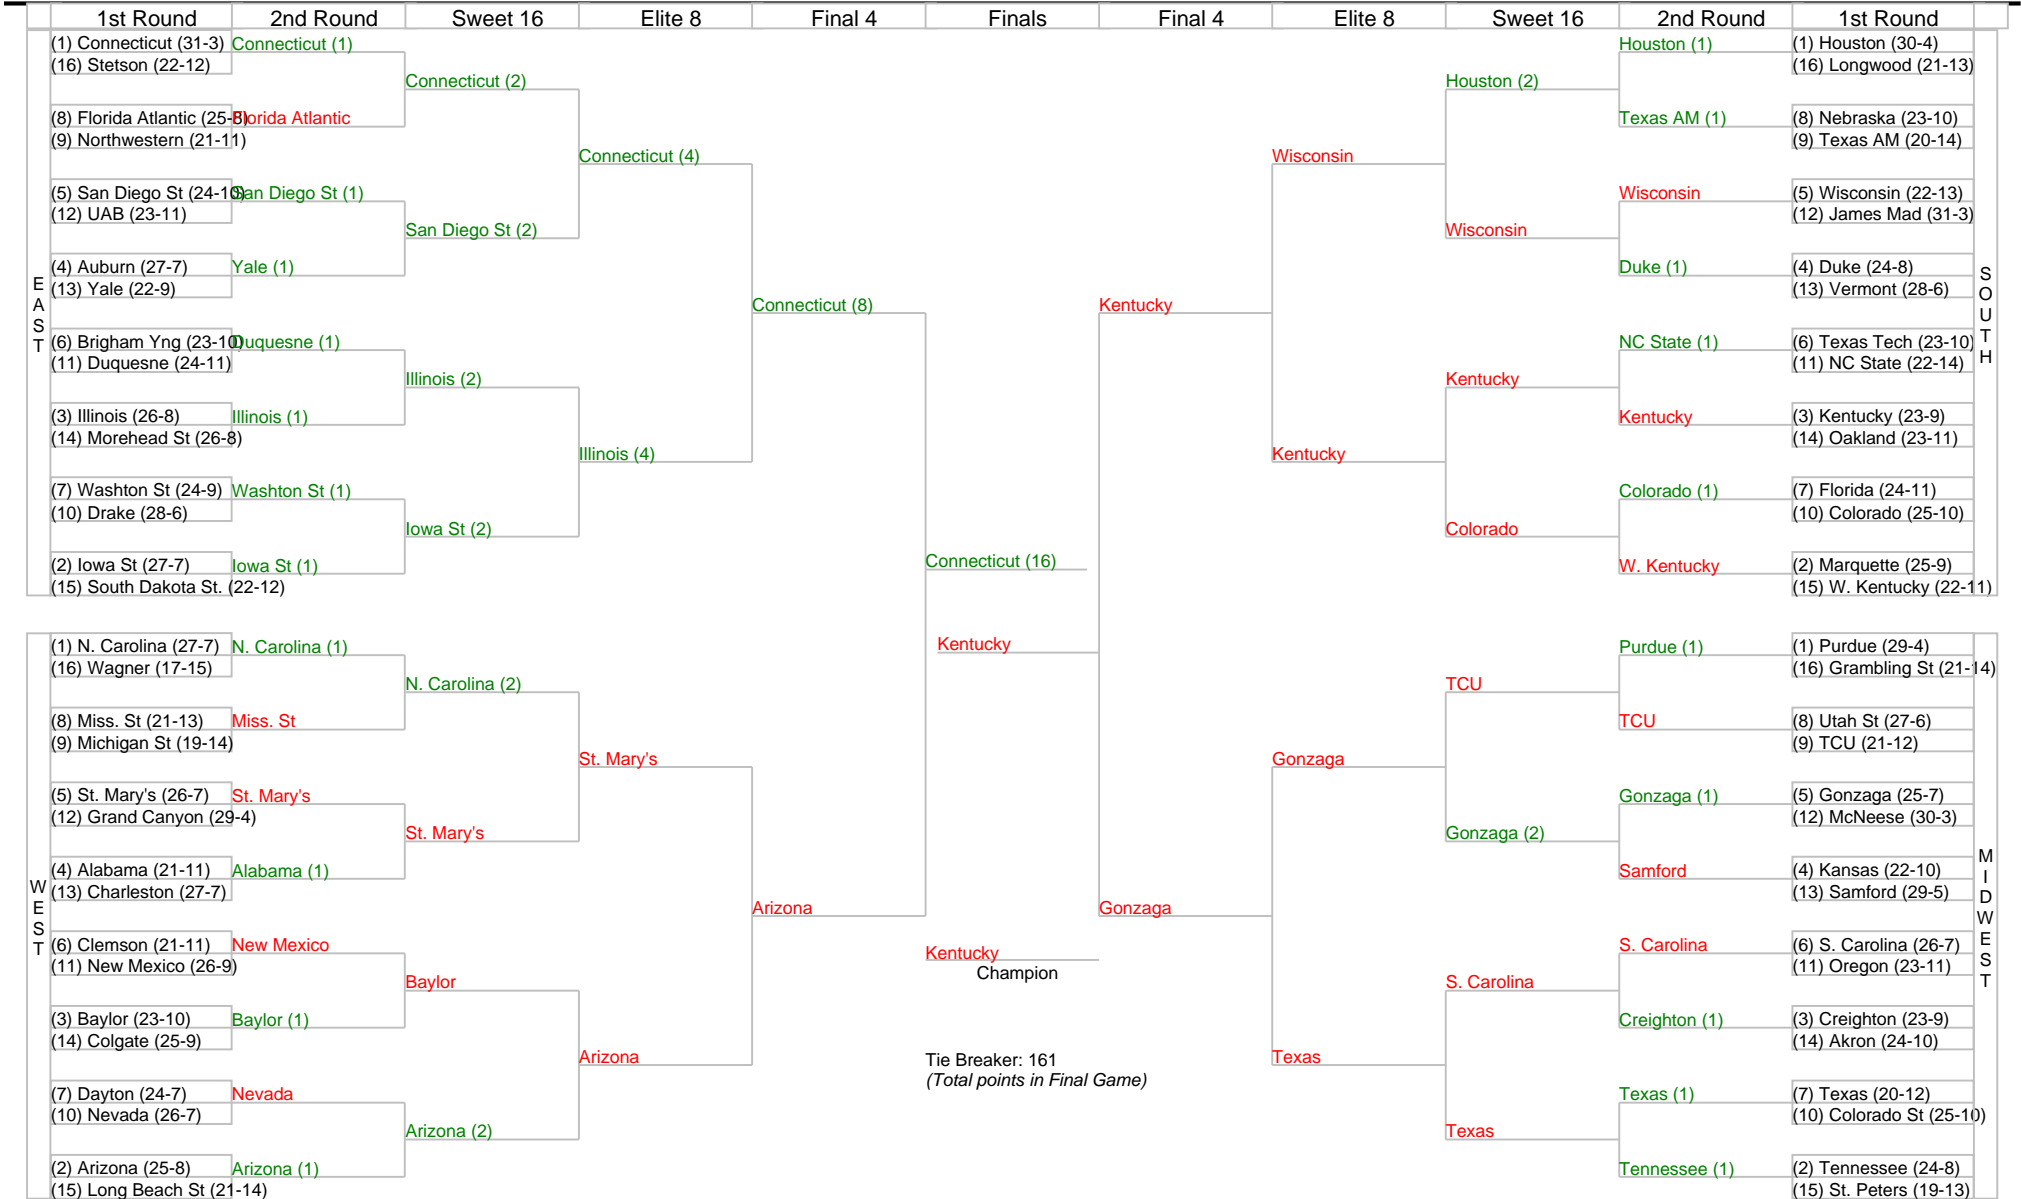 1st Round 2nd Round Sweet 16 Elite 8 Final 4 Finals Final 4 Elite 8 Sweet 16 2nd Round 1st Round
EAST
(1) Connecticut (31-3)
(16) Stetson (22-12)
(8) Florida Atlantic (25-8)
(9) Northwestern (21-11)
(5) San Diego St (24-10)
(12) UAB (23-11)
(4) Auburn (27-7)
(13) Yale (22-9)
(6) Brigham Yng (23-10)
(11) Duquesne (24-11)
(3) Illinois (26-8)
(14) Morehead St (26-8)
(7) Washton St (24-9)
(10) Drake (28-6)
(2) Iowa St (27-7)
(15) South Dakota St. (22-12)
Connecticut (1)
Florida Atlantic
San Diego St (1)
Yale (1)
Duquesne (1)
Illinois (1)
Washton St (1)
Iowa St (1)
Connecticut (2)
San Diego St (2)
Illinois (2)
Iowa St (2)
Connecticut (4)
Illinois (4)
Connecticut (8)
WEST
(1) N. Carolina (27-7)
(16) Wagner (17-15)
(8) Miss. St (21-13)
(9) Michigan St (19-14)
(5) St. Mary's (26-7)
(12) Grand Canyon (29-4)
(4) Alabama (21-11)
(13) Charleston (27-7)
(6) Clemson (21-11)
(11) New Mexico (26-9)
(3) Baylor (23-10)
(14) Colgate (25-9)
(7) Dayton (24-7)
(10) Nevada (26-7)
(2) Arizona (25-8)
(15) Long Beach St (21-14)
N. Carolina (1)
Miss. St
St. Mary's
Alabama (1)
New Mexico
Baylor (1)
Nevada
Arizona (1)
N. Carolina (2)
St. Mary's
Baylor
Arizona (2)
St. Mary's
Arizona
Arizona
Connecticut (16)
Kentucky
Kentucky
Champion
Tie Breaker: 161
(Total points in Final Game)
Kentucky
Wisconsin
Kentucky
Houston (2)
Wisconsin
Kentucky
Colorado
Houston (1)
Texas AM (1)
Wisconsin
Duke (1)
NC State (1)
Kentucky
Colorado (1)
W. Kentucky
(1) Houston (30-4)
(16) Longwood (21-13)
(8) Nebraska (23-10)
(9) Texas AM (20-14)
(5) Wisconsin (22-13)
(12) James Mad (31-3)
(4) Duke (24-8)
(13) Vermont (28-6)
(6) Texas Tech (23-10)
(11) NC State (22-14)
(3) Kentucky (23-9)
(14) Oakland (23-11)
(7) Florida (24-11)
(10) Colorado (25-10)
(2) Marquette (25-9)
(15) W. Kentucky (22-11)
SOUTH
Gonzaga
Gonzaga
Texas
TCU
Gonzaga (2)
S. Carolina
Texas
Purdue (1)
TCU
Gonzaga (1)
Samford
S. Carolina
Creighton (1)
Texas (1)
Tennessee (1)
(1) Purdue (29-4)
(16) Grambling St (21-14)
(8) Utah St (27-6)
(9) TCU (21-12)
(5) Gonzaga (25-7)
(12) McNeese (30-3)
(4) Kansas (22-10)
(13) Samford (29-5)
(6) S. Carolina (26-7)
(11) Oregon (23-11)
(3) Creighton (23-9)
(14) Akron (24-10)
(7) Texas (20-12)
(10) Colorado St (25-10)
(2) Tennessee (24-8)
(15) St. Peters (19-13)
MIDWEST